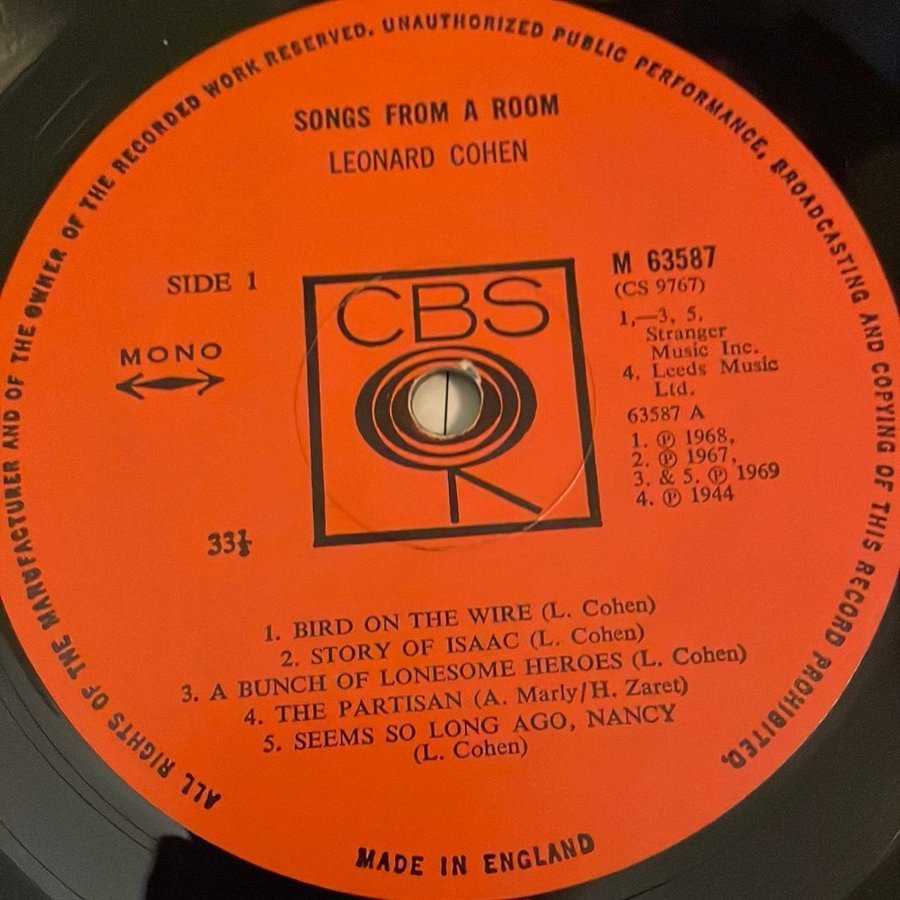 ALL RIGHTS OF THE MANUFACTURER AND OF THE OWNER OF THE RECORDED WORK RESERVED. UNAUTHORIZED PUBLIC PERFORMANCE, BROADCASTING AND COPYING OF THIS RECORD PROHIBITED.
SONGS FROM A ROOM
LEONARD COHEN
SIDE 1
MONO
33⅓
CBS
M 63587
(CS 9767)
1,—3, 5.
Stranger
Music Inc.
4. Leeds Music
Ltd.
63587 A
1. ℗ 1968,
2. ℗ 1967,
3. & 5. ℗ 1969
4. ℗ 1944
1. BIRD ON THE WIRE (L. Cohen)
2. STORY OF ISAAC (L. Cohen)
3. A BUNCH OF LONESOME HEROES (L. Cohen)
4. THE PARTISAN (A. Marly/H. Zaret)
5. SEEMS SO LONG AGO, NANCY
(L. Cohen)
MADE IN ENGLAND